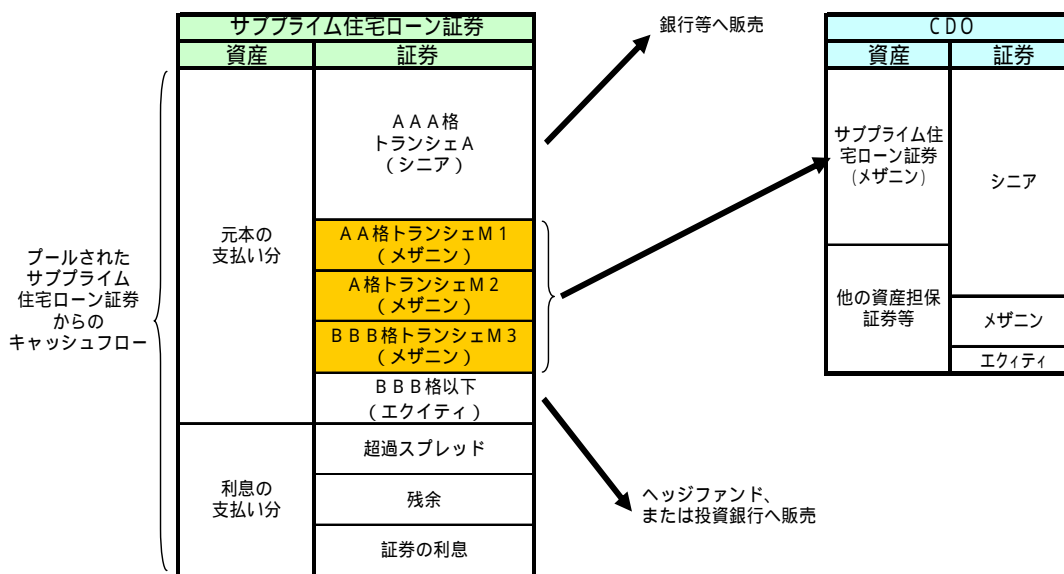 サブプライム住宅ローン証券
資産
証券
プールされた
サブプライム
住宅ローン証券
からの
キャッシュフロー
元本の
支払い分
ＡＡＡ格
トランシェＡ
（シニア）
ＡＡ格トランシェＭ１
（メザニン）
Ａ格トランシェＭ２
（メザニン）
ＢＢＢ格トランシェＭ３
（メザニン）
ＢＢＢ格以下
（エクイティ）
利息の
支払い分
超過スプレッド
残余
証券の利息
銀行等へ販売
ヘッジファンド、
または投資銀行へ販売
ＣＤＯ
資産
証券
サブプライム住
宅ローン証券
(メザニン)
他の資産担保
証券等
シニア
メザニン
エクィティ